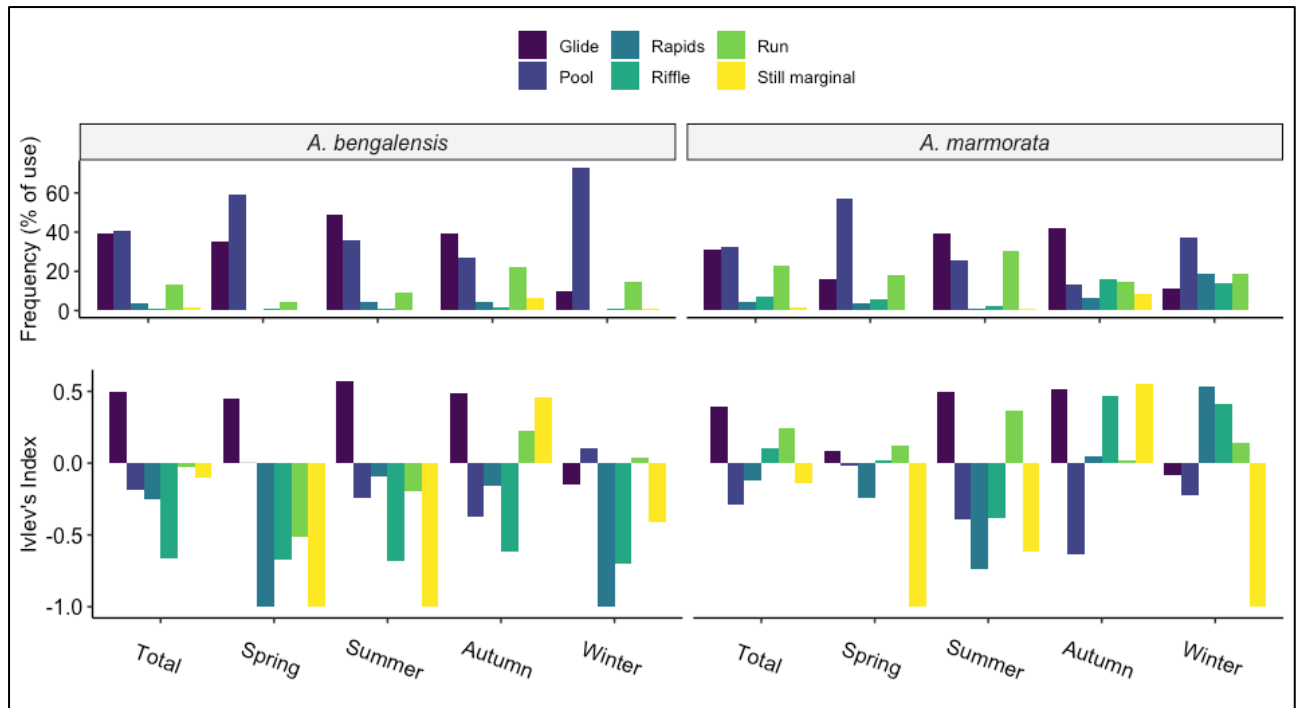 Glide Rapids Run
Pool Riffle Still marginal
A. bengalensis A. marmorata
Frequency (% of use)
60
40
20
0
Ivlev's Index
0.5
0.0
-0.5
-1.0
Total Spring Summer Autumn Winter Total Spring Summer Autumn Winter